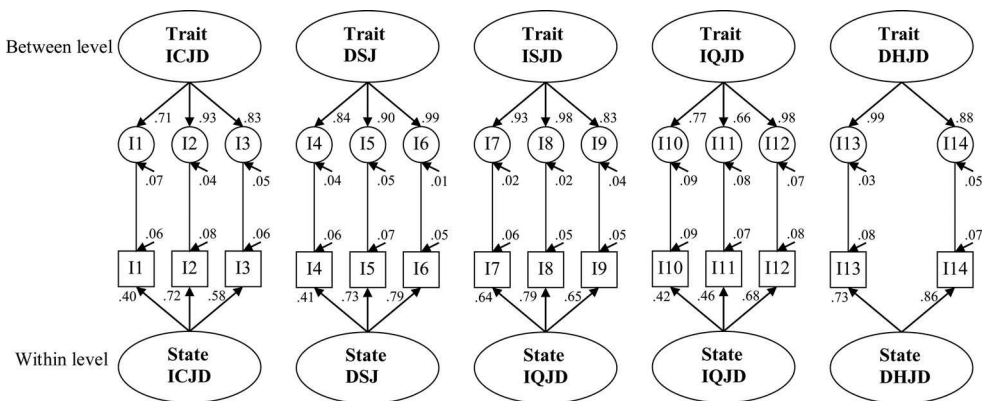 Between level
Trait ICJD
Trait DSJ
Trait ISJD
Trait IQJD
Trait DHJD
.71 .93 .83
.84 .90 .99
.93 .98 .83
.77 .66 .98
.99 .88
I1 I2 I3 I4 I5 I6 I7 I8 I9 I10 I11 I12 I13 I14
.07 .04 .05 .04 .05 .01 .02 .02 .04 .09 .08 .07 .03 .05
.06 .08 .06 .06 .07 .05 .06 .05 .05 .09 .07 .08 .08 .07
I1 I2 I3 I4 I5 I6 I7 I8 I9 I10 I11 I12 I13 I14
.40 .72 .58 .41 .73 .79 .64 .79 .65 .42 .46 .68 .73 .86
Within level
State ICJD
State DSJ
State IQJD
State IQJD
State DHJD